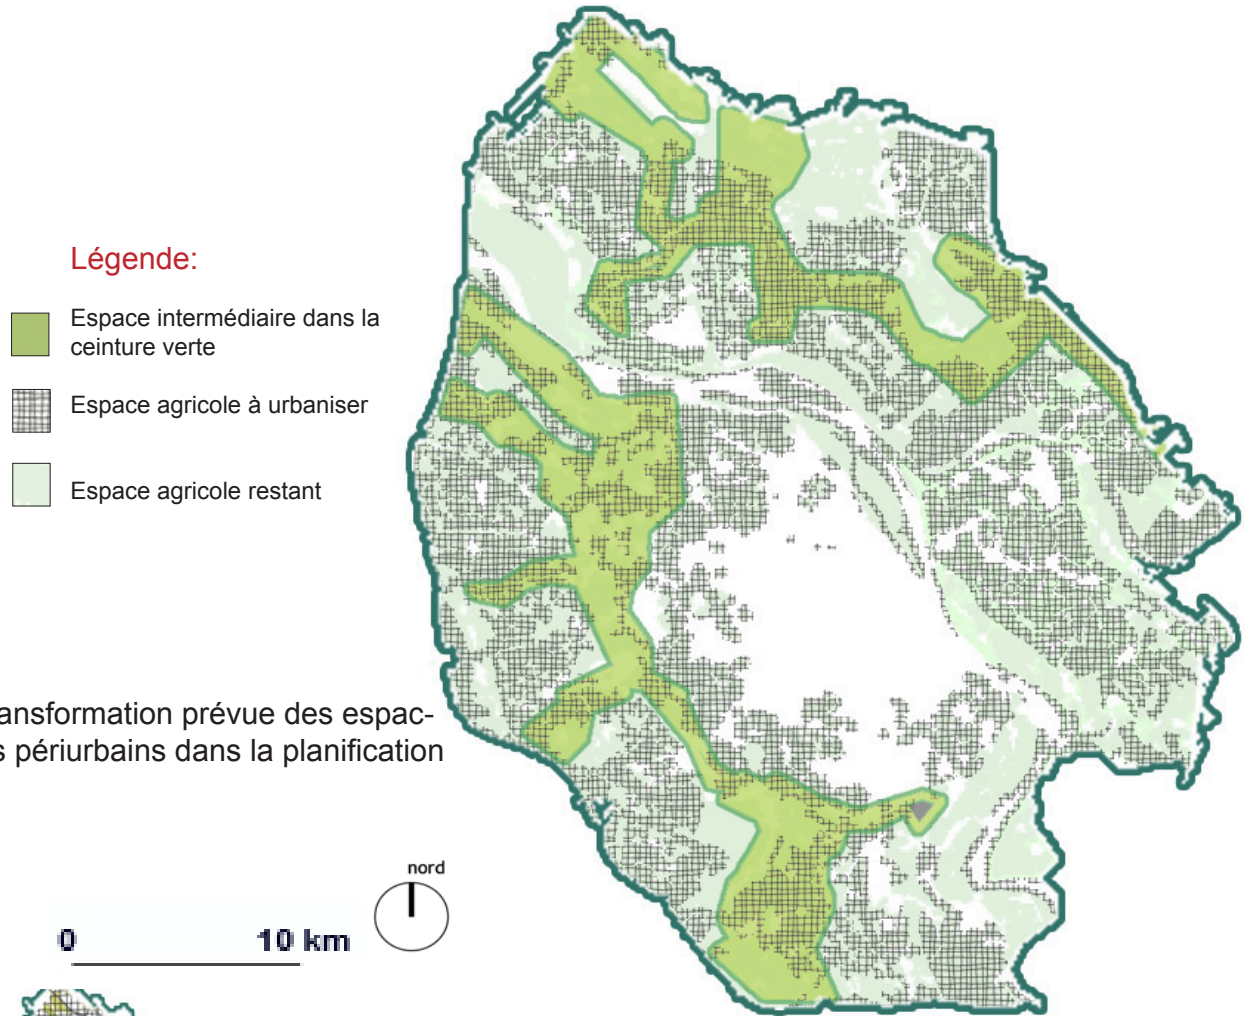 Légende:
Espace intermédiaire dans la
ceinture verte
Espace agricole à urbaniser
Espace agricole restant
ansformation prévue des espac-
s périurbains dans la planification
nord
0 10 km